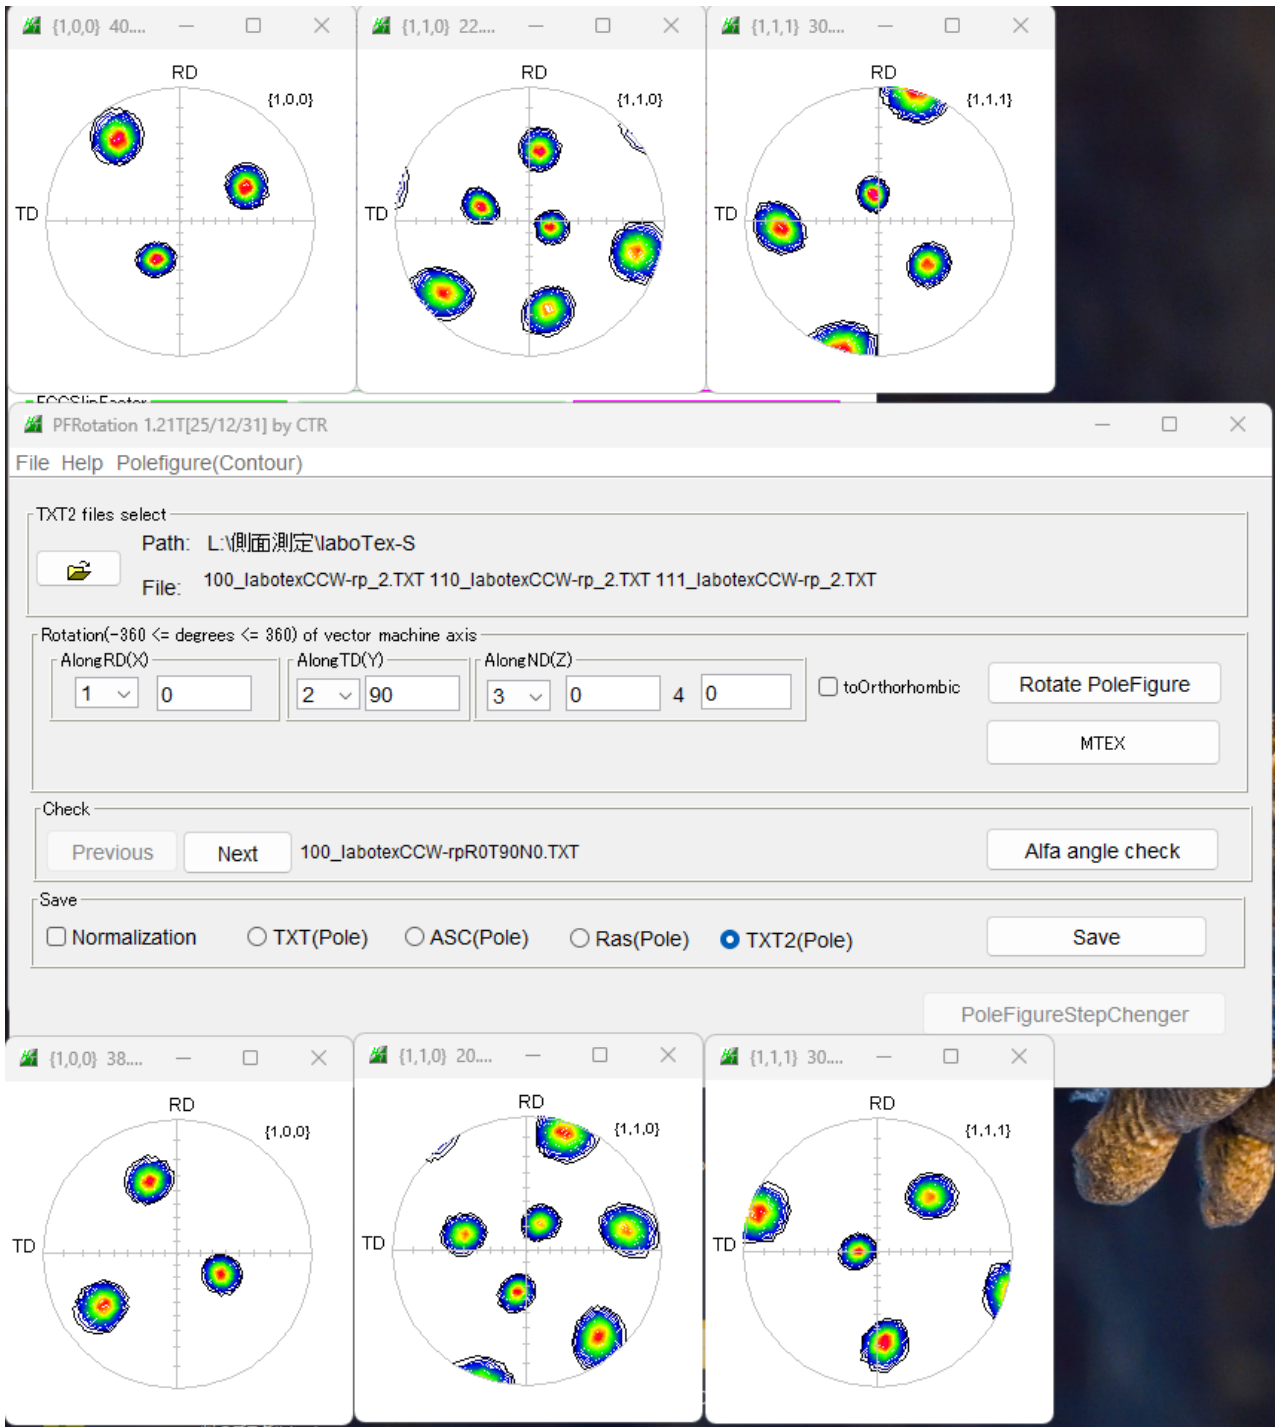 {1,0,0} 40....
{1,1,0} 22....
{1,1,1} 30....
RD
{1,0,0}
TD
RD
{1,1,0}
TD
RD
{1,1,1}
TD
FCCSlipFactor
PFRotation 1.21T[25/12/31] by CTR
File Help Polefigure(Contour)
TXT2 files select
Path: L:\側面測定\laboTex-S
File: 100_labotexCCW-rp_2.TXT 110_labotexCCW-rp_2.TXT 111_labotexCCW-rp_2.TXT
Rotation(-360 <= degrees <= 360) of vector machine axis
AlongRD(X)
AlongTD(Y)
AlongND(Z)
1 0 2 90 3 0 4 0
toOrthorhombic
Rotate PoleFigure
MTEX
Check
Previous
Next
100_labotexCCW-rpR0T90N0.TXT
Alfa angle check
Save
Normalization
TXT(Pole)
ASC(Pole)
Ras(Pole)
TXT2(Pole)
Save
PoleFigureStepChenger
{1,0,0} 38....
{1,1,0} 20....
{1,1,1} 30....
RD
{1,0,0}
TD
RD
{1,1,0}
TD
RD
{1,1,1}
TD